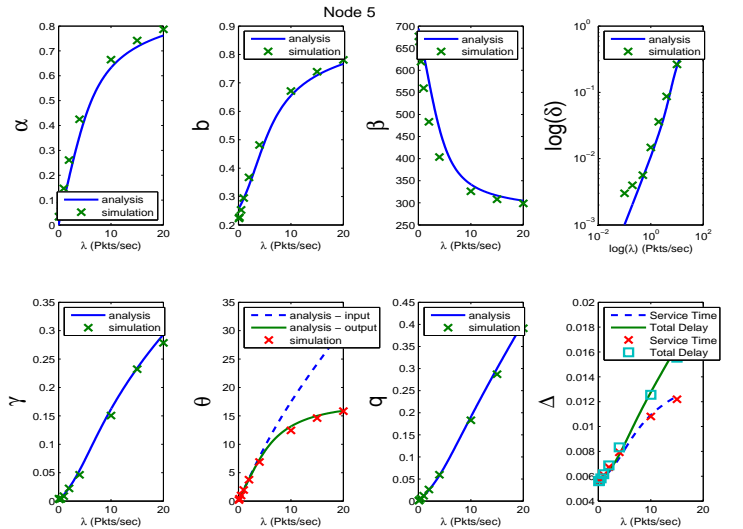 Node 5
0.8
0.7
0.6
0.5
0.4
0.3
0.2
0.1
0
α
analysis
simulation
0 10 20
λ (Pkts/sec)
0.9
0.8
0.7
0.6
0.5
0.4
0.3
0.2
b
analysis
simulation
0 10 20
λ (Pkts/sec)
700
650
600
550
500
450
400
350
300
250
β
analysis
simulation
0 10 20
λ (Pkts/sec)
10^0
10^−1
10^−2
10^−3
log(δ)
analysis
simulation
10^−2 10^0 10^2
log(λ) (Pkts/sec)
0.35
0.3
0.25
0.2
0.15
0.1
0.05
0
γ
analysis
simulation
0 10 20
λ (Pkts/sec)
35
30
25
20
15
10
5
0
θ
analysis − input
analysis − output
simulation
0 10 20
λ (Pkts/sec)
0.45
0.4
0.35
0.3
0.25
0.2
0.15
0.1
0.05
0
q
analysis
simulation
0 10 20
λ (Pkts/sec)
0.02
0.018
0.016
0.014
0.012
0.01
0.008
0.006
0.004
Δ
Service Time
Total Delay
Service Time
Total Delay
0 10 20
λ (Pkts/sec)